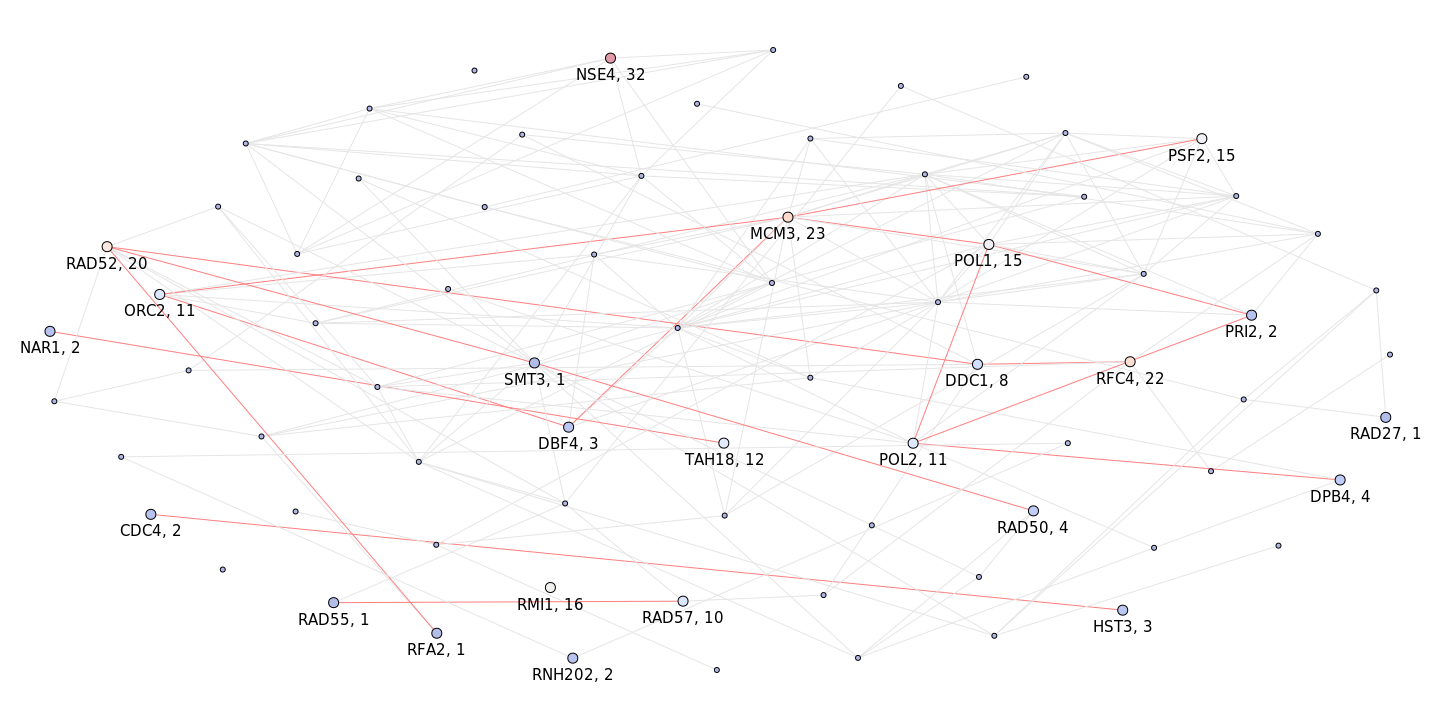 NSE4, 32
PSF2, 15
MCM3, 23
RAD52, 20
POL1, 15
ORC2, 11
PRI2, 2
NAR1, 2
SMT3, 1
DDC1, 8
RFC4, 22
RAD27, 1
DBF4, 3
TAH18, 12
POL2, 11
DPB4, 4
CDC4, 2
RAD50, 4
RMI1, 16
RAD55, 1
RAD57, 10
HST3, 3
RFA2, 1
RNH202, 2